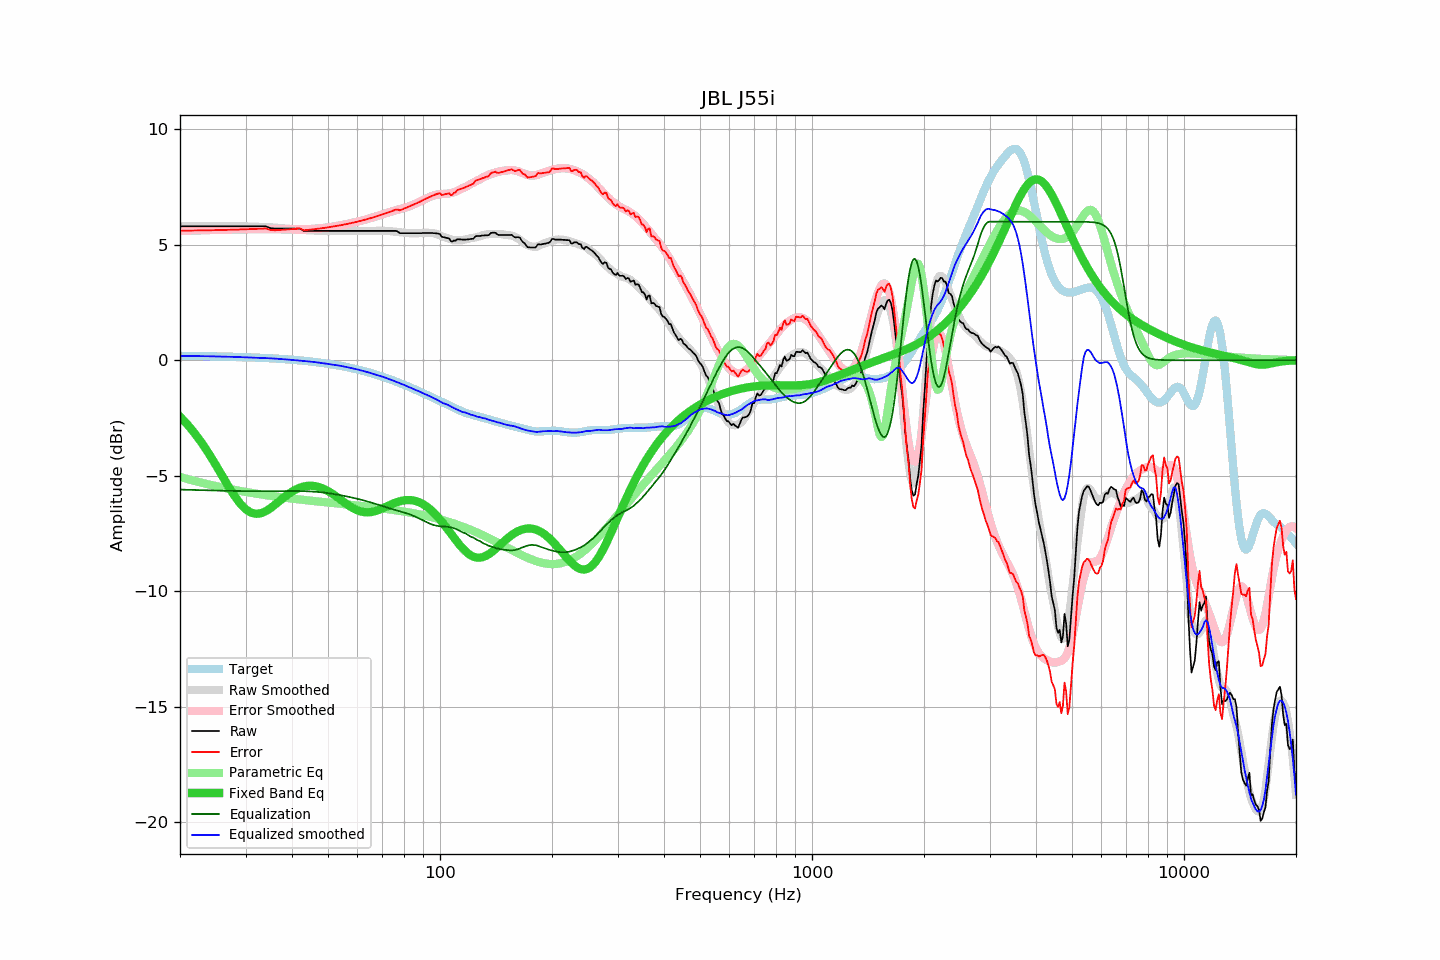 JBL J55i
10
5
0
−5
−10
−15
−20
Amplitude (dBr)
Target
Raw Smoothed
Error Smoothed
Raw
Error
Parametric Eq
Fixed Band Eq
Equalization
Equalized smoothed
100 1000 10000
Frequency (Hz)